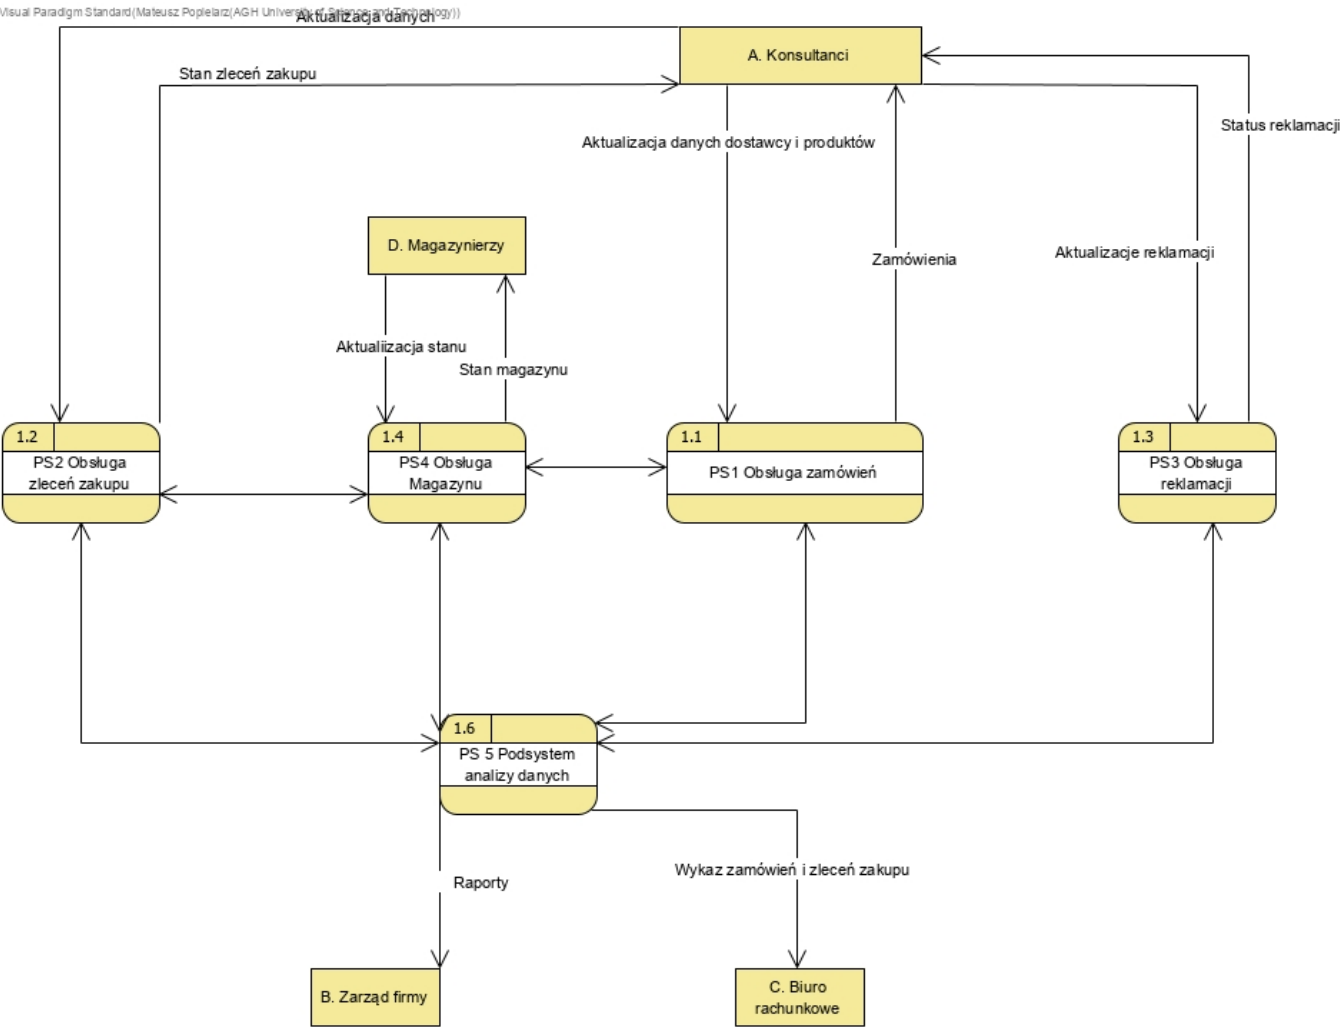 Visual Paradigm Standard(Mateusz Popielarz(AGH University of Science and Technology))
Aktualizacja danych
A. Konsultanci
Stan zleceń zakupu
Status reklamacji
Aktualizacja danych dostawcy i produktów
D. Magazynierzy
Zamówienia
Aktualizacje reklamacji
Aktualiizacja stanu
Stan magazynu
1.2
PS2 Obsługa
zleceń zakupu
1.4
PS4 Obsługa
Magazynu
1.1
PS1 Obsługa zamówień
1.3
PS3 Obsługa
reklamacji
1.6
PS 5 Podsystem
analizy danych
Raporty
Wykaz zamówień i zleceń zakupu
B. Zarząd firmy
C. Biuro
rachunkowe